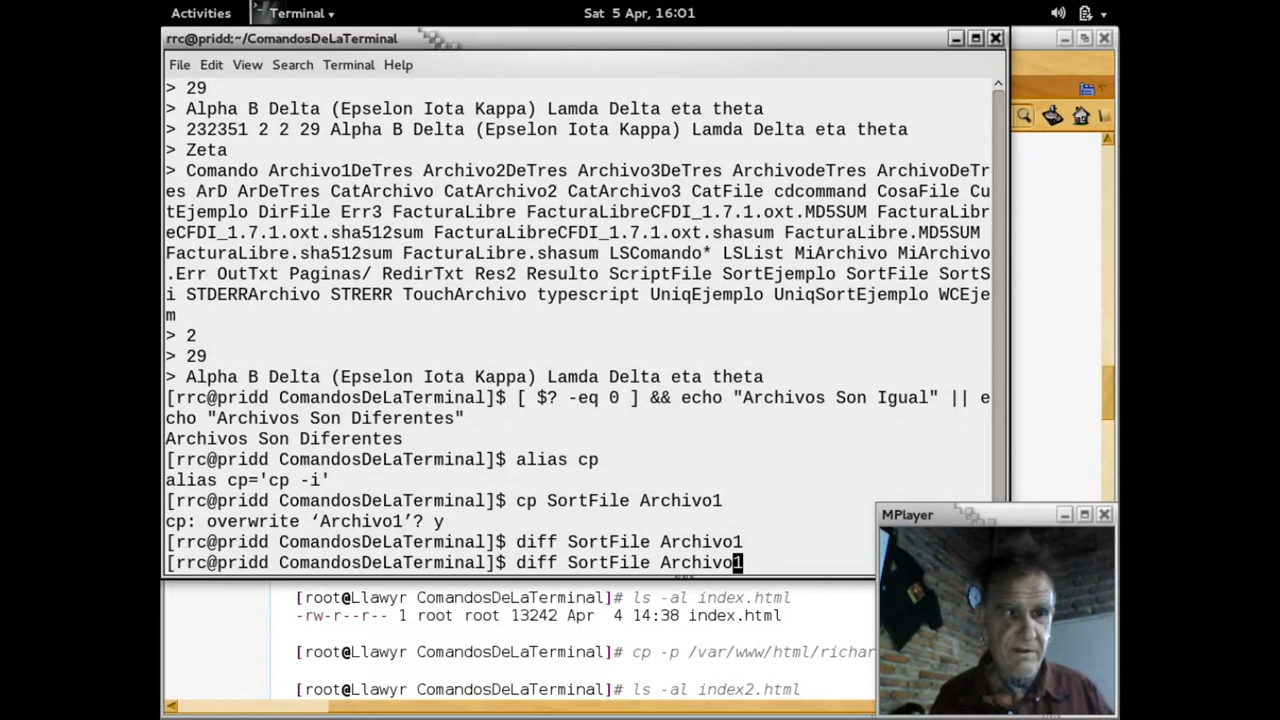 Activities
Terminal
Sat 5 Apr, 16:01
rrc@pridd:~/ComandosDeLaTerminal
File Edit View Search Terminal Help
> 29
> Alpha B Delta (Epselon Iota Kappa) Lamda Delta eta theta
> 232351 2 2 29 Alpha B Delta (Epselon Iota Kappa) Lamda Delta eta theta
> Zeta
> Comando Archivo1DeTres Archivo2DeTres Archivo3DeTres ArchivodeTres ArchivoDeTr
es ArD ArDeTres CatArchivo CatArchivo2 CatArchivo3 CatFile cdcommand CosaFile Cu
tEjemplo DirFile Err3 FacturaLibre FacturaLibreCFDI_1.7.1.oxt.MD5SUM FacturaLibr
eCFDI_1.7.1.oxt.sha512sum FacturaLibreCFDI_1.7.1.oxt.shasum FacturaLibre.MD5SUM
FacturaLibre.sha512sum FacturaLibre.shasum LSComando* LSList MiArchivo MiArchivo
.Err OutTxt Paginas/ RedirTxt Res2 Resulto ScriptFile SortEjemplo SortFile SortS
i STDERRArchivo STRERR TouchArchivo typescript UniqEjemplo UniqSortEjemplo WCEje
m
> 2
> 29
> Alpha B Delta (Epselon Iota Kappa) Lamda Delta eta theta
[rrc@pridd ComandosDeLaTerminal]$ [ $? -eq 0 ] && echo "Archivos Son Igual" || e
cho "Archivos Son Diferentes"
Archivos Son Diferentes
[rrc@pridd ComandosDeLaTerminal]$ alias cp
alias cp='cp -i'
[rrc@pridd ComandosDeLaTerminal]$ cp SortFile Archivo1
cp: overwrite ‘Archivo1’? y
[rrc@pridd ComandosDeLaTerminal]$ diff SortFile Archivo1
[rrc@pridd ComandosDeLaTerminal]$ diff SortFile Archivo1
MPlayer
[root@Llawyr ComandosDeLaTerminal]# ls -al index.html
-rw-r--r-- 1 root root 13242 Apr  4 14:38 index.html
[root@Llawyr ComandosDeLaTerminal]# cp -p /var/www/html/richar
[root@Llawyr ComandosDeLaTerminal]# ls -al index2.html